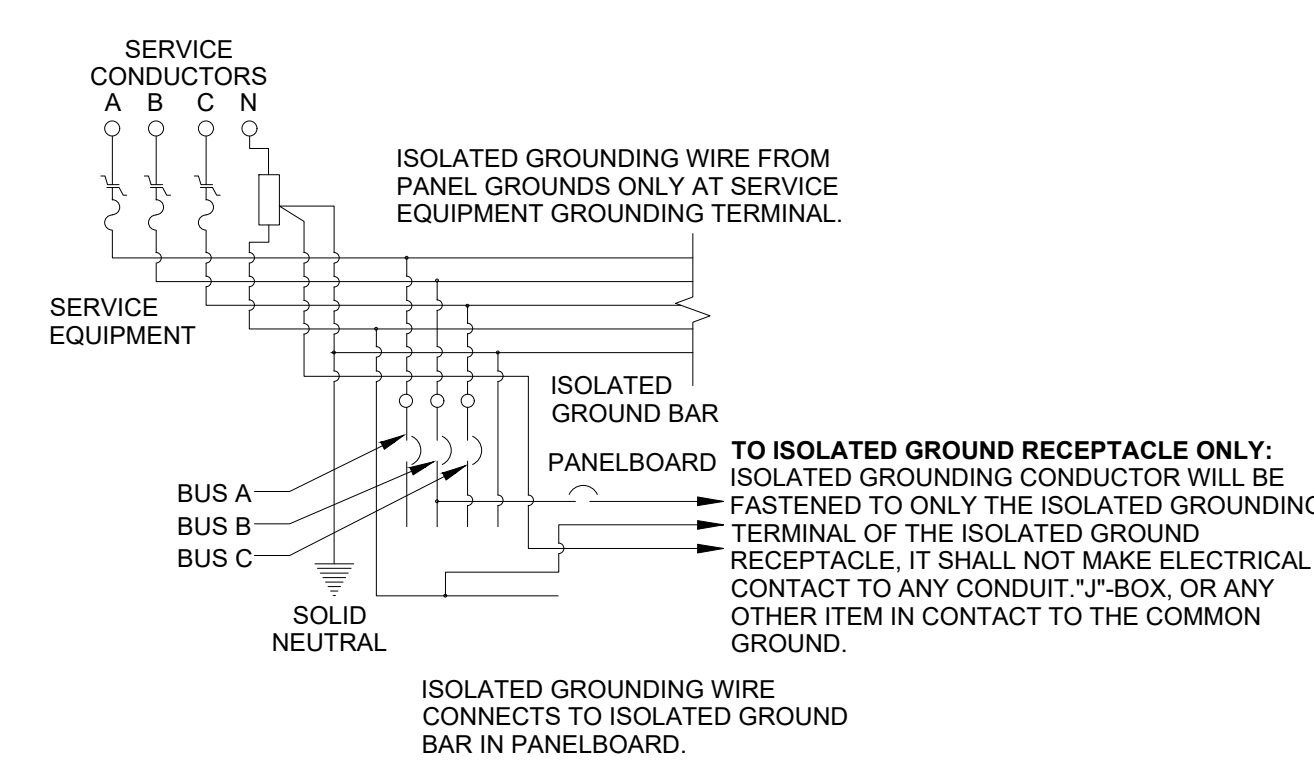 SERVICE
CONDUCTORS
A B C N
ISOLATED GROUNDING WIRE FROM
PANEL GROUNDS ONLY AT SERVICE
EQUIPMENT GROUNDING TERMINAL.
SERVICE
EQUIPMENT
ISOLATED
GROUND BAR
PANELBOARD
TO ISOLATED GROUND RECEPTACLE ONLY:
ISOLATED GROUNDING CONDUCTOR WILL BE
FASTENED TO ONLY THE ISOLATED GROUNDING
TERMINAL OF THE ISOLATED GROUND
RECEPTACLE, IT SHALL NOT MAKE ELECTRICAL
CONTACT TO ANY CONDUIT."J"-BOX, OR ANY
OTHER ITEM IN CONTACT TO THE COMMON
GROUND.
BUS A
BUS B
BUS C
SOLID
NEUTRAL
ISOLATED GROUNDING WIRE
CONNECTS TO ISOLATED GROUND
BAR IN PANELBOARD.